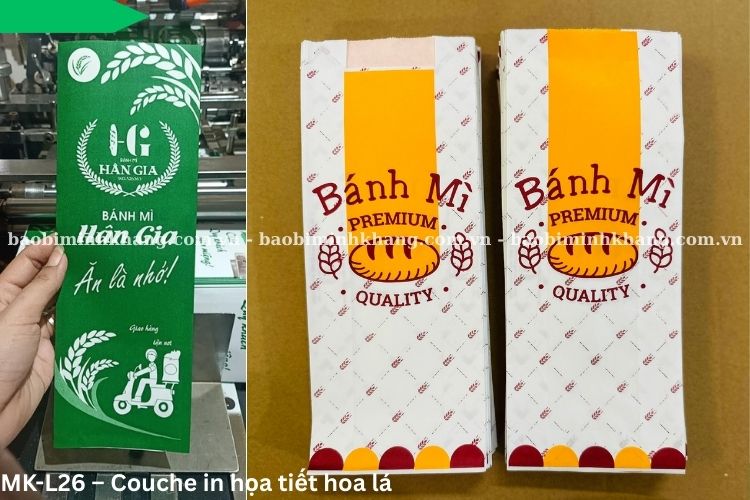 HG
BÁNH MÌ
HÂN GIA
BÁNH MÌ
Hân Gia
Ăn là nhớ!
Giao hàng
tận nơi
Bánh Mì
PREMIUM
QUALITY
Bánh Mì
PREMIUM
QUALITY
baobiminhkhang.com.vn - baobiminhkhang.com.vn - baobiminhkhang.com.vn
MK-L26 – Couche in họa tiết hoa lá